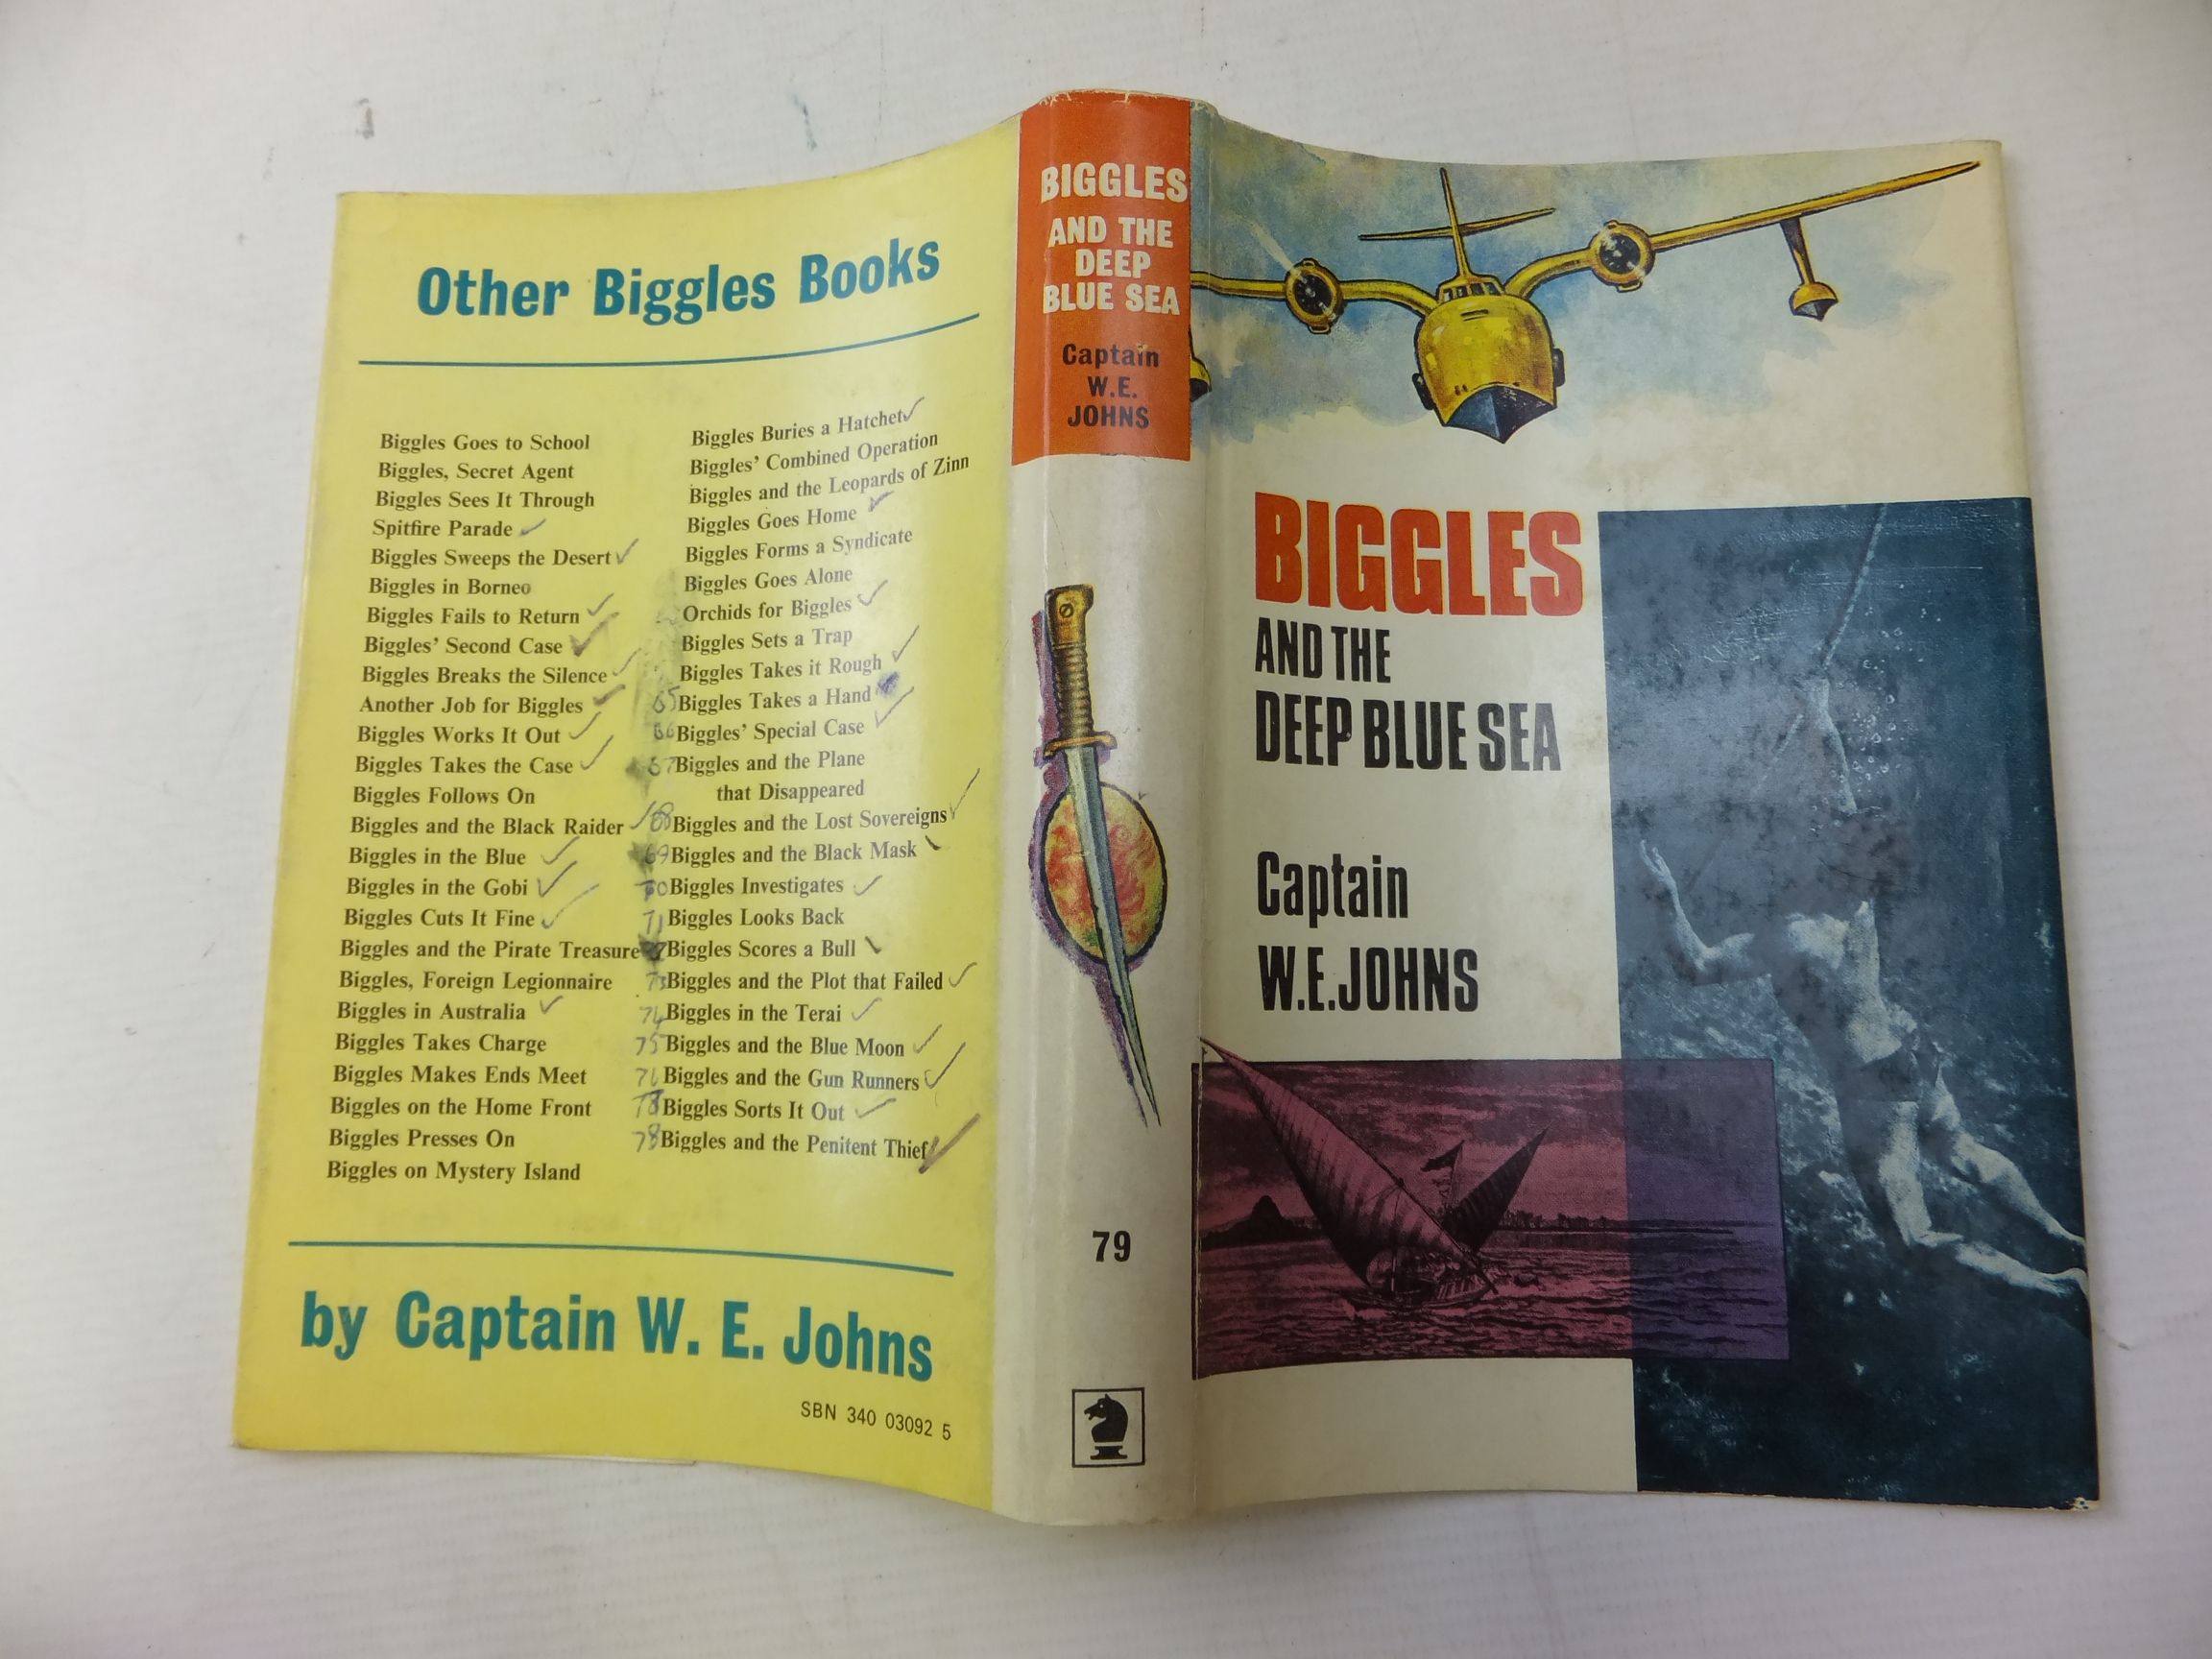 Other Biggles Books
Biggles Goes to School
Biggles, Secret Agent
Biggles Sees It Through
Spitfire Parade
Biggles Sweeps the Desert
Biggles in Borneo
Biggles Fails to Return
Biggles' Second Case
Biggles Breaks the Silence
Another Job for Biggles
Biggles Works It Out
Biggles Takes the Case
Biggles Follows On
Biggles and the Black Raider
Biggles in the Blue
Biggles in the Gobi
Biggles Cuts It Fine
Biggles and the Pirate Treasure
Biggles, Foreign Legionnaire
Biggles in Australia
Biggles Takes Charge
Biggles Makes Ends Meet
Biggles on the Home Front
Biggles Presses On
Biggles on Mystery Island
Biggles Buries a Hatchet
Biggles' Combined Operation
Biggles and the Leopards of Zinn
Biggles Goes Home
Biggles Forms a Syndicate
Biggles Goes Alone
Orchids for Biggles
Biggles Sets a Trap
Biggles Takes it Rough
65 Biggles Takes a Hand
66 Biggles' Special Case
67 Biggles and the Plane
that Disappeared
68 Biggles and the Lost Sovereigns
69 Biggles and the Black Mask
70 Biggles Investigates
71 Biggles Looks Back
Biggles Scores a Bull
73 Biggles and the Plot that Failed
74 Biggles in the Terai
75 Biggles and the Blue Moon
76 Biggles and the Gun Runners
Biggles Sorts It Out
78 Biggles and the Penitent Thief
by Captain W. E. Johns
SBN 340 03092 5
BIGGLES
AND THE
DEEP
BLUE SEA
Captain
W.E.
JOHNS
79
BIGGLES
AND THE
DEEP BLUE SEA
Captain
W.E.JOHNS